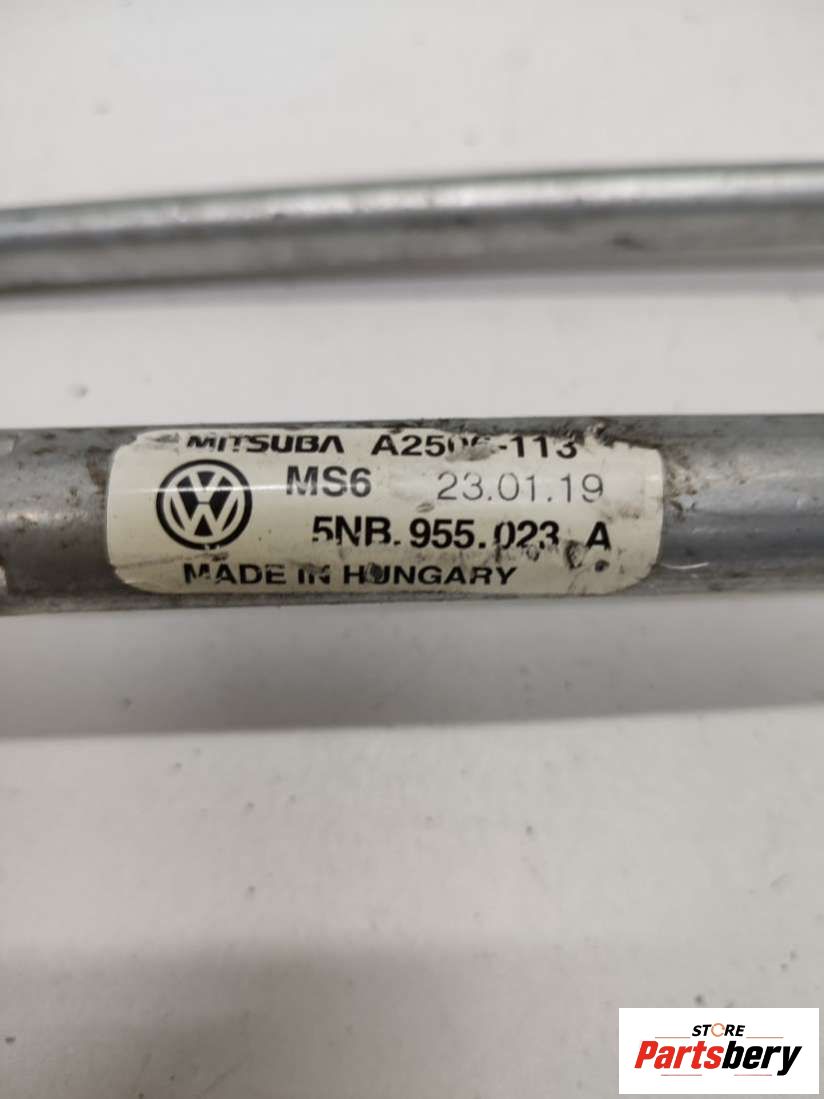 MITSUBA
MS6 23.01.19
5NB.955.023 A
MADE IN HUNGARY
STORE
Partsbery